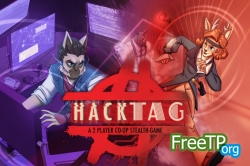 HACKTAG
A 2 PLAYER CO-OP STEALTH GAME
FreeTP
.org